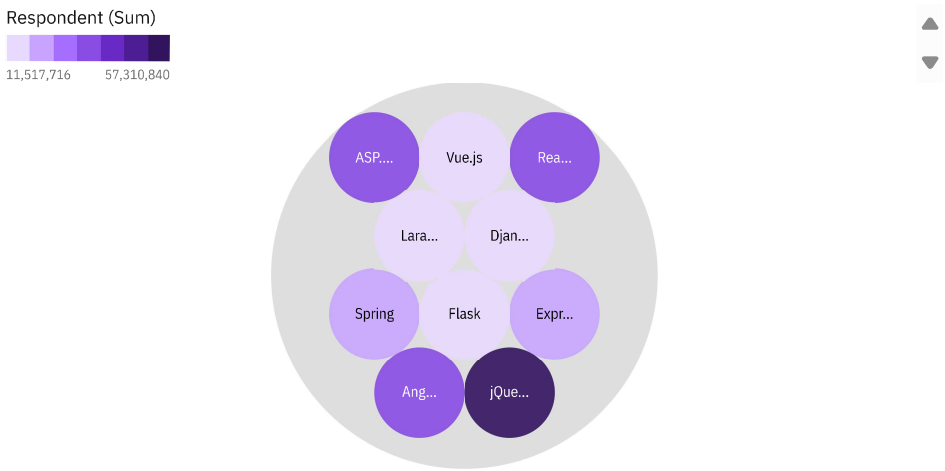 Respondent (Sum)
11,517,716 57,310,840
ASP.... Vue.js Rea...
Lara... Djan...
Spring Flask Expr...
Ang... jQue...